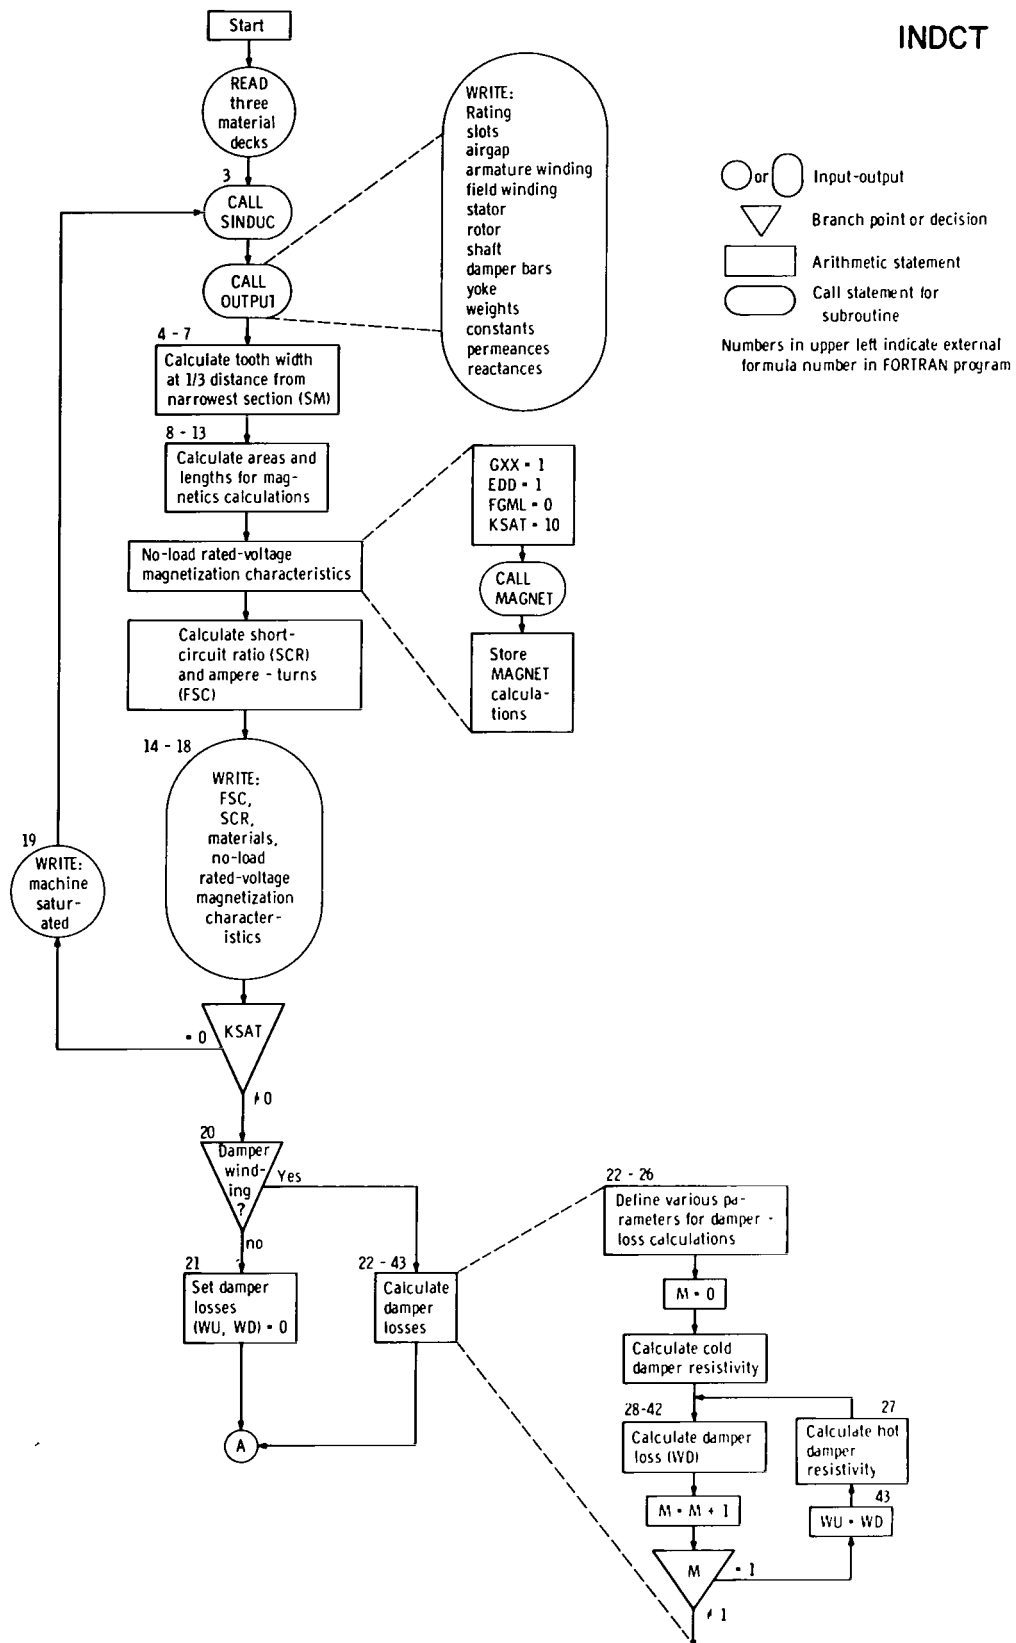 INDCT
Start
READ
three
material
decks
3
CALL
SINDUC
CALL
OUTPUT
WRITE:
Rating
slots
airgap
armature winding
field winding
stator
rotor
shaft
damper bars
yoke
weights
constants
permeances
reactances
or
Input-output
Branch point or decision
Arithmetic statement
Call statement for
subroutine
Numbers in upper left indicate external
formula number in FORTRAN program
4 - 7
Calculate tooth width
at 1/3 distance from
narrowest section (SM)
8 - 13
Calculate areas and
lengths for mag-
netics calculations
No-load rated-voltage
magnetization characteristics
GXX = 1
EDD = 1
FGML = 0
KSAT = 10
CALL
MAGNET
Store
MAGNET
calcula-
tions
Calculate short-
circuit ratio (SCR)
and ampere - turns
(FSC)
14 - 18
WRITE:
FSC,
SCR,
materials,
no-load
rated-voltage
magnetization
character-
istics
19
WRITE:
machine
satur-
ated
KSAT
= 0
≠ 0
20
Damper
wind-
ing
?
Yes
no
21
Set damper
losses
(WU, WD) = 0
22 - 43
Calculate
damper
losses
A
22 - 26
Define various pa-
rameters for damper -
loss calculations
M = 0
Calculate cold
damper resistivity
28-42
Calculate damper
loss (WD)
M = M + 1
M
= 1
≠ 1
27
Calculate hot
damper
resistivity
43
WU = WD